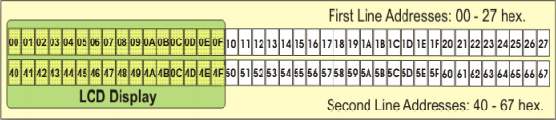 First Line Addresses: 00 - 27 hex.
00 01 02 03 04 05 06 07 08 09 0A 0B 0C 0D 0E 0F 10 11 12 13 14 15 16 17 18 19 1A 1B 1C 1D 1E 1F 20 21 22 23 24 25 26 27
40 41 42 43 44 45 46 47 48 49 4A 4B 4C 4D 4E 4F 50 51 52 53 54 55 56 57 58 59 5A 5B 5C 5D 5E 5F 60 61 62 63 64 65 66 67
LCD Display
Second Line Addresses: 40 - 67 hex.